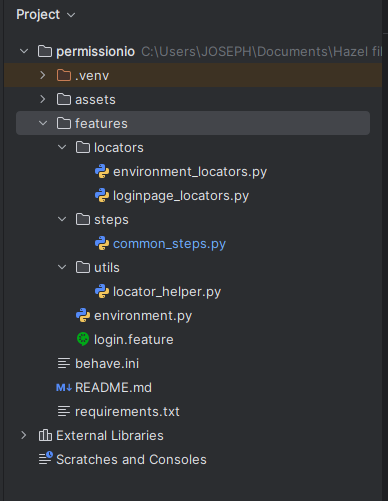 Project
permissionio C:\Users\JOSEPH\Documents\Hazel fi
.venv
assets
features
locators
environment_locators.py
loginpage_locators.py
steps
common_steps.py
utils
locator_helper.py
environment.py
login.feature
behave.ini
M↓ README.md
requirements.txt
External Libraries
Scratches and Consoles